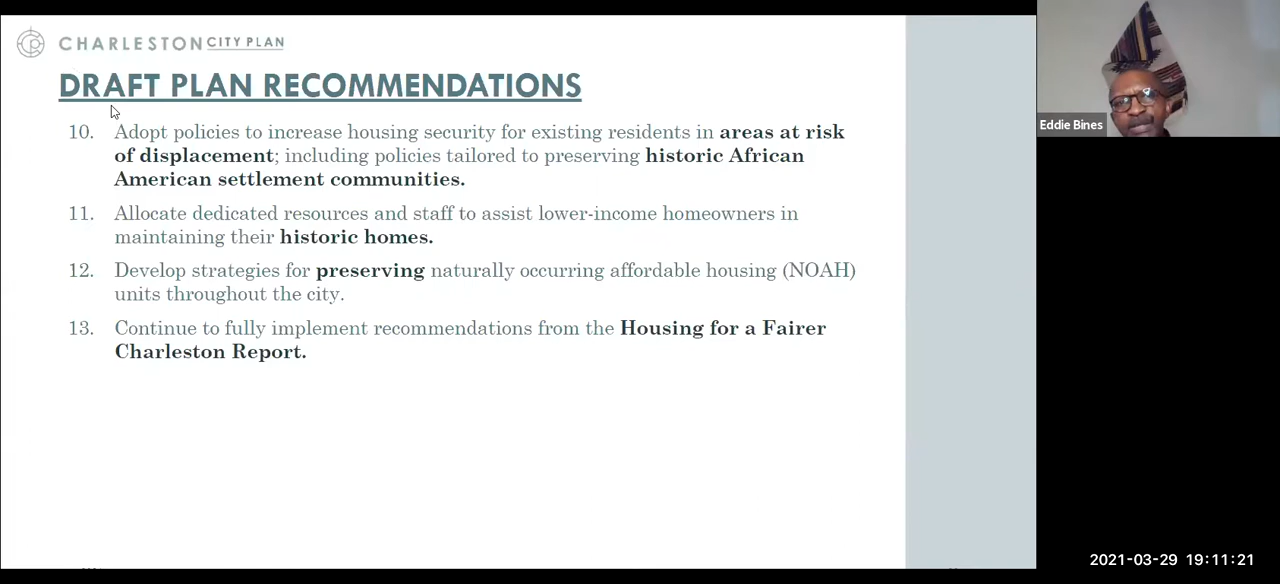 CHARLESTON CITY PLAN
DRAFT PLAN RECOMMENDATIONS
10. Adopt policies to increase housing security for existing residents in areas at risk
of displacement; including policies tailored to preserving historic African
American settlement communities.
11. Allocate dedicated resources and staff to assist lower-income homeowners in
maintaining their historic homes.
12. Develop strategies for preserving naturally occurring affordable housing (NOAH)
units throughout the city.
13. Continue to fully implement recommendations from the Housing for a Fairer
Charleston Report.
Eddie Bines
2021-03-29 19:11:21